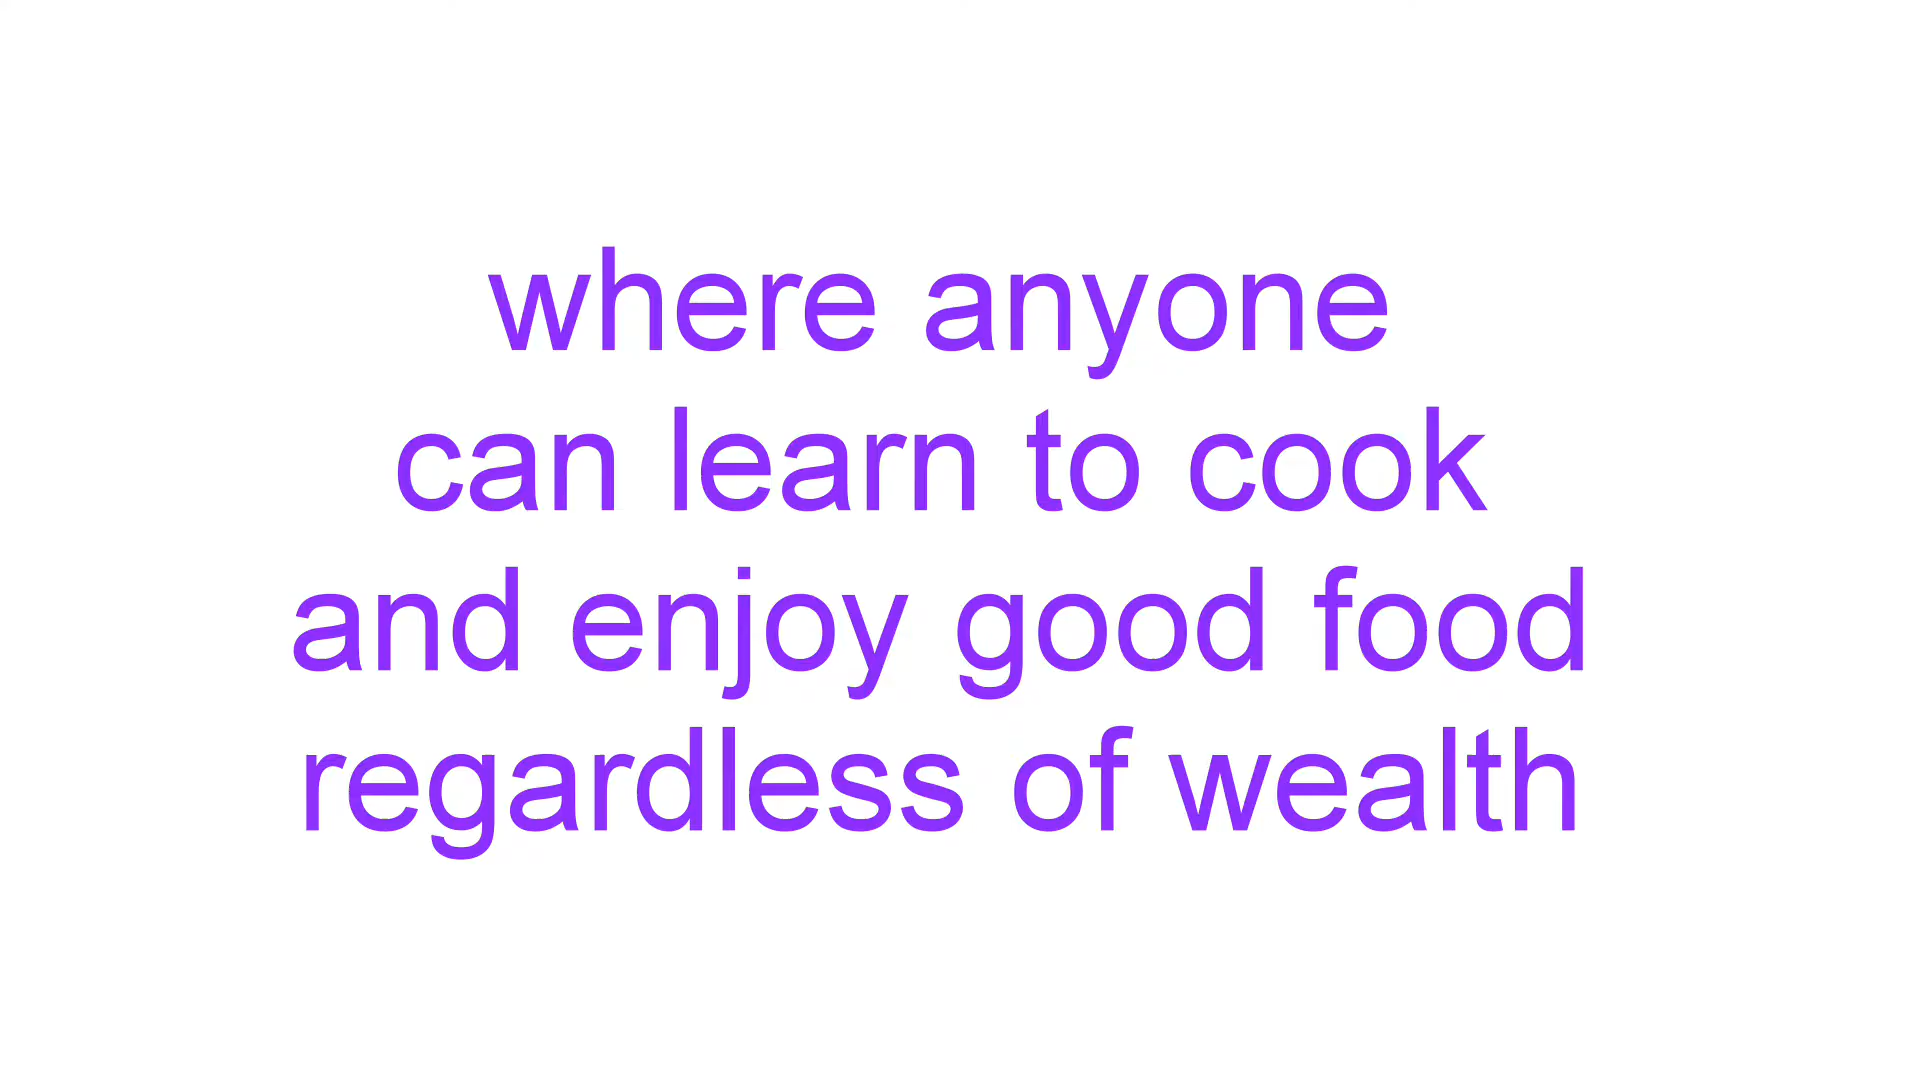 where anyone
can learn to cook
and enjoy good food
regardless of wealth